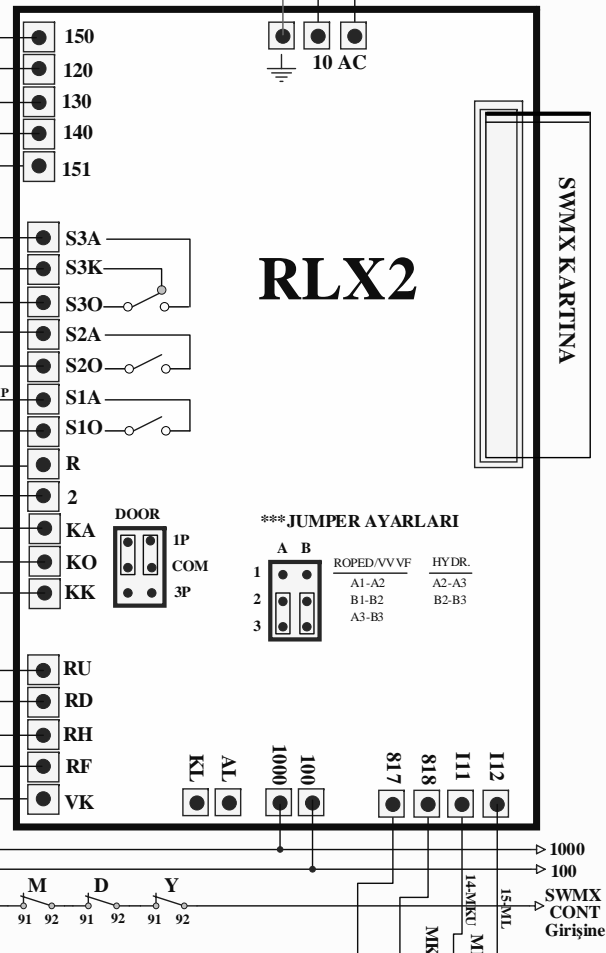 150
120
130
140
151
10 AC
S3A
S3K
S3O
S2A
S2O
S1A
S1O
P
R
2
KA
KO
KK
RLX2
SWMX KARTINA
DOOR
1P
COM
3P
***JUMPER AYARLARI
A B
1
2
3
ROPED/VVVF
A1-A2
B1-B2
A3-B3
HYDR.
A2-A3
B2-B3
RU
RD
RH
RF
VK
KL
AL
1000
100
817
818
I11
I12
1000
100
M D Y
91 92 91 92 91 92
14-MKU
15-ML
SWMX
CONT
Girişine